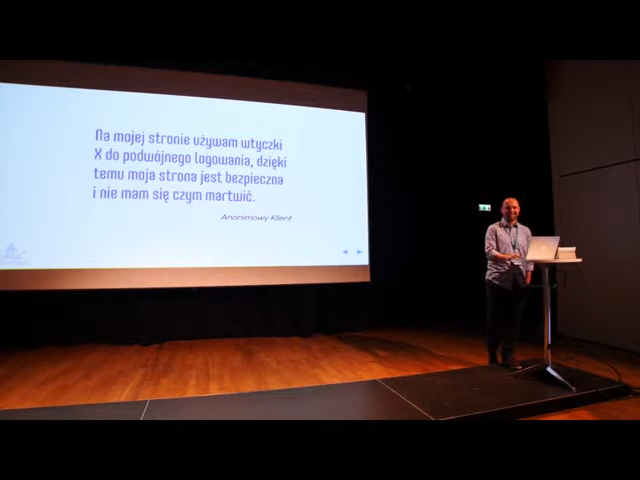 Na mojej stronie używam wtyczki
X do podwójnego logowania, dzięki
temu moja strona jest bezpieczna
i nie mam się czym martwić.
Anonimowy Klient